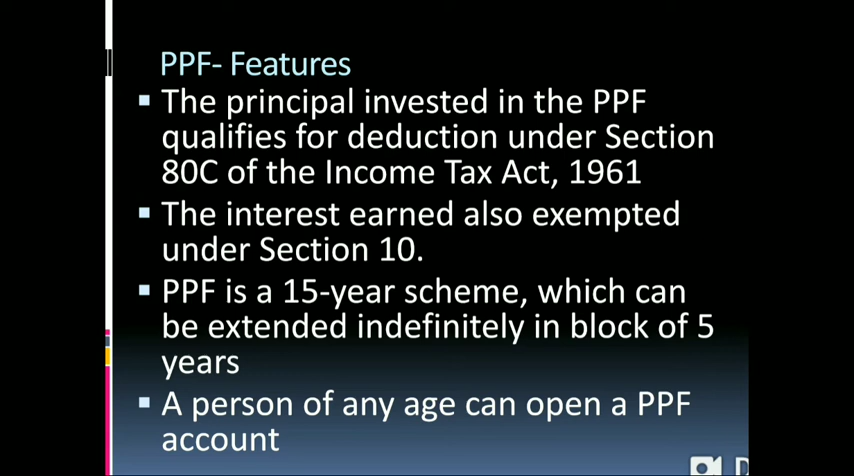 PPF- Features
▪ The principal invested in the PPF
qualifies for deduction under Section
80C of the Income Tax Act, 1961
▪ The interest earned also exempted
under Section 10.
▪ PPF is a 15-year scheme, which can
be extended indefinitely in block of 5
years
▪ A person of any age can open a PPF
account